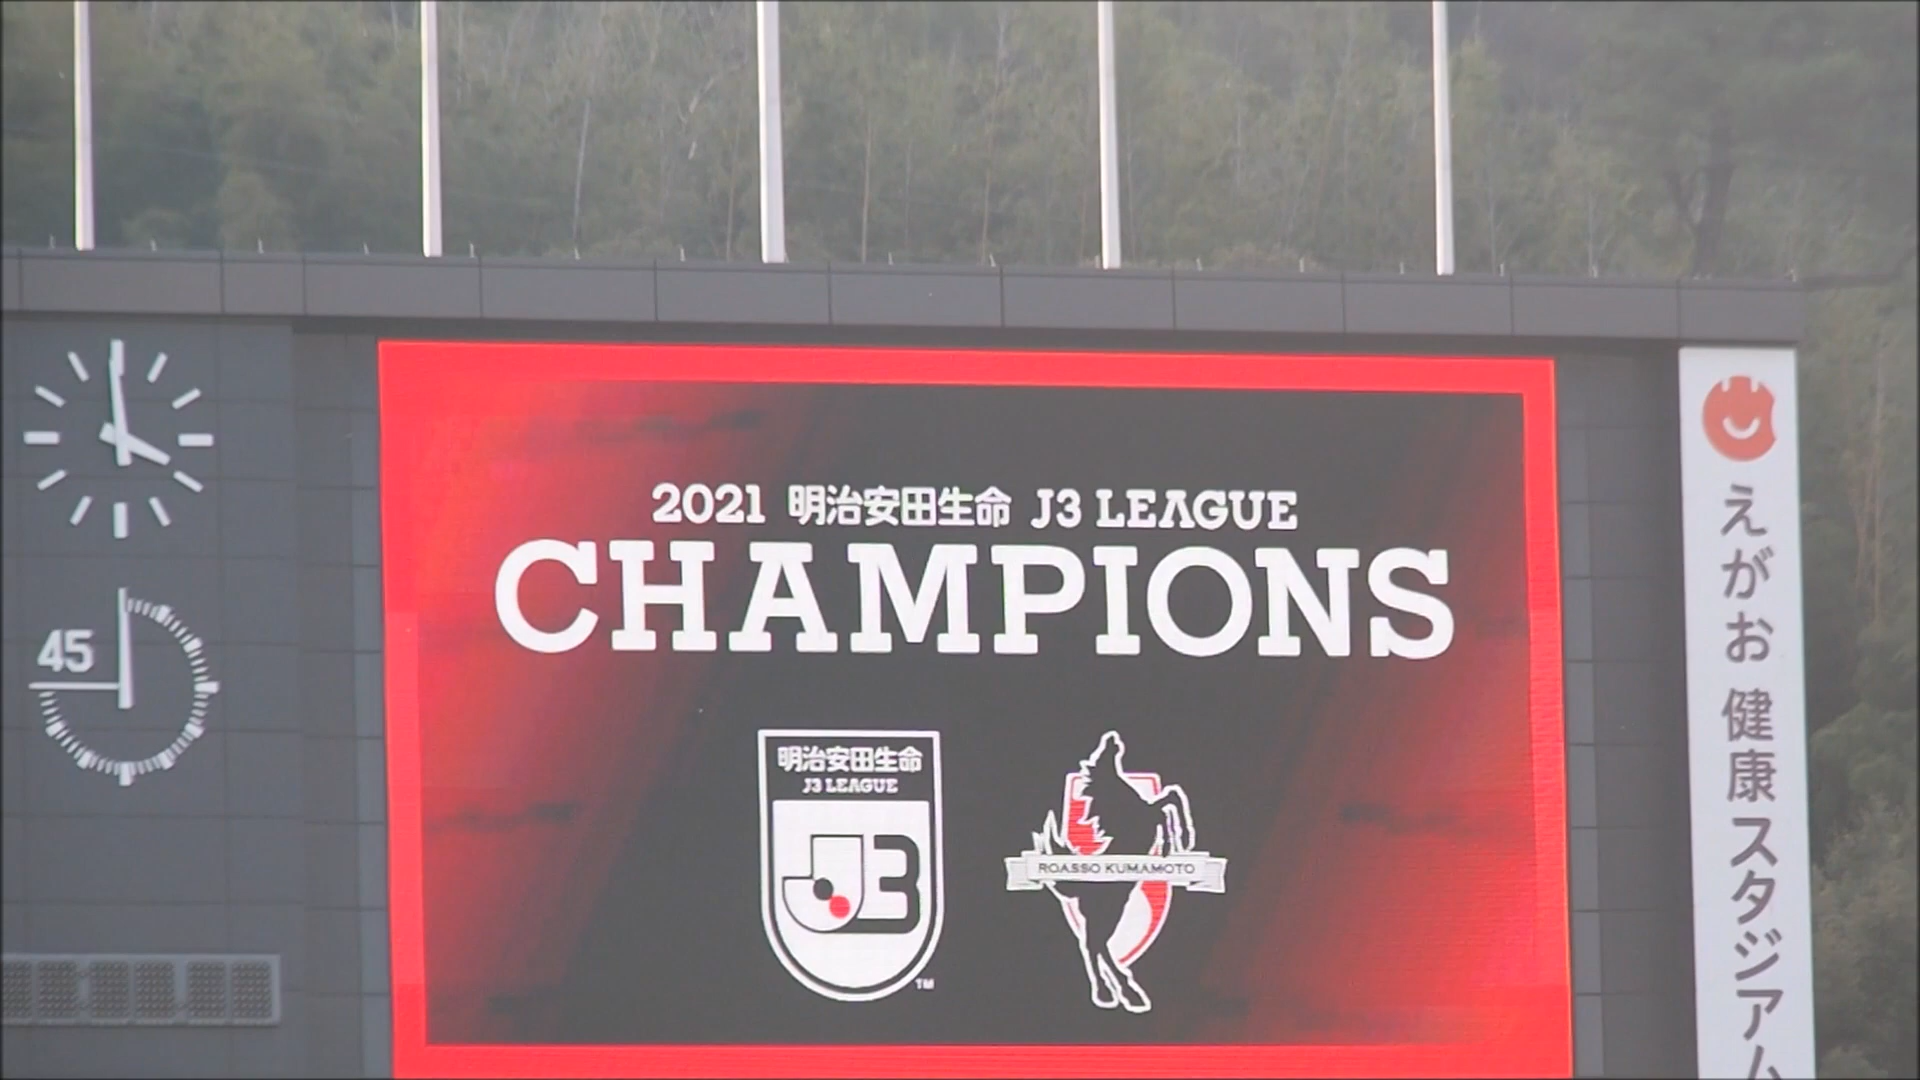 2021 明治安田生命 J3 LEAGUE
CHAMPIONS
明治安田生命
J3 LEAGUE
J3
TM
ROASSO KUMAMOTO
45
えがお 健康スタジアム